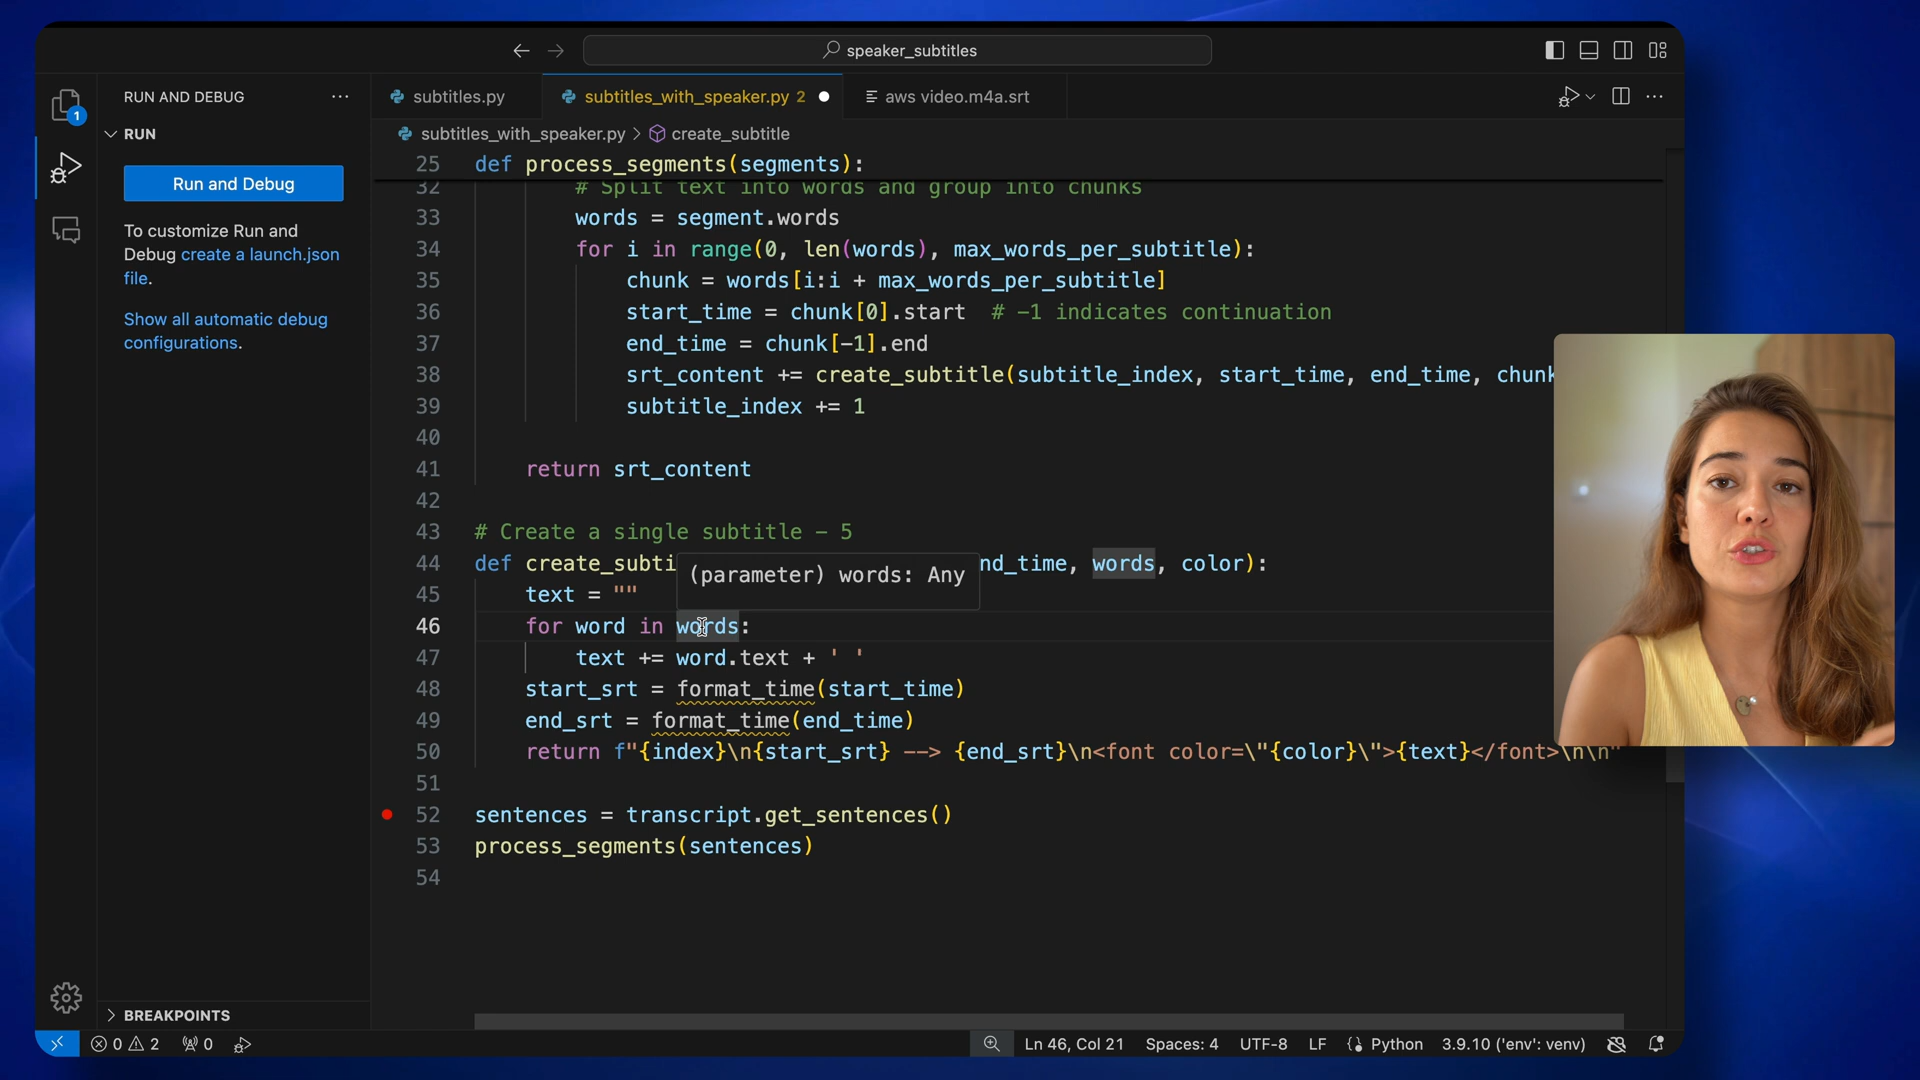 speaker_subtitles
RUN AND DEBUG
RUN
Run and Debug
To customize Run and
Debug create a launch.json
file.
Show all automatic debug
configurations.
1
BREAKPOINTS
subtitles.py
subtitles_with_speaker.py 2
aws video.m4a.srt
subtitles_with_speaker.py > create_subtitle
25 def process_segments(segments):
32 # Split text into words and group into chunks
33 words = segment.words
34 for i in range(0, len(words), max_words_per_subtitle):
35 chunk = words[i:i + max_words_per_subtitle]
36 start_time = chunk[0].start # -1 indicates continuation
37 end_time = chunk[-1].end
38 srt_content += create_subtitle(subtitle_index, start_time, end_time, chunk
39 subtitle_index += 1
40
41 return srt_content
42
43 # Create a single subtitle - 5
44 def create_subti nd_time, words, color):
(parameter) words: Any
45 text = ""
46 for word in words:
47 text += word.text + ' '
48 start_srt = format_time(start_time)
49 end_srt = format_time(end_time)
50 return f"{index}\n{start_srt} --> {end_srt}\n<font color=\"{color}\">{text}</font>\n\n"
51
52 sentences = transcript.get_sentences()
53 process_segments(sentences)
54
0 2 0
Ln 46, Col 21 Spaces: 4 UTF-8 LF Python 3.9.10 ('env': venv)